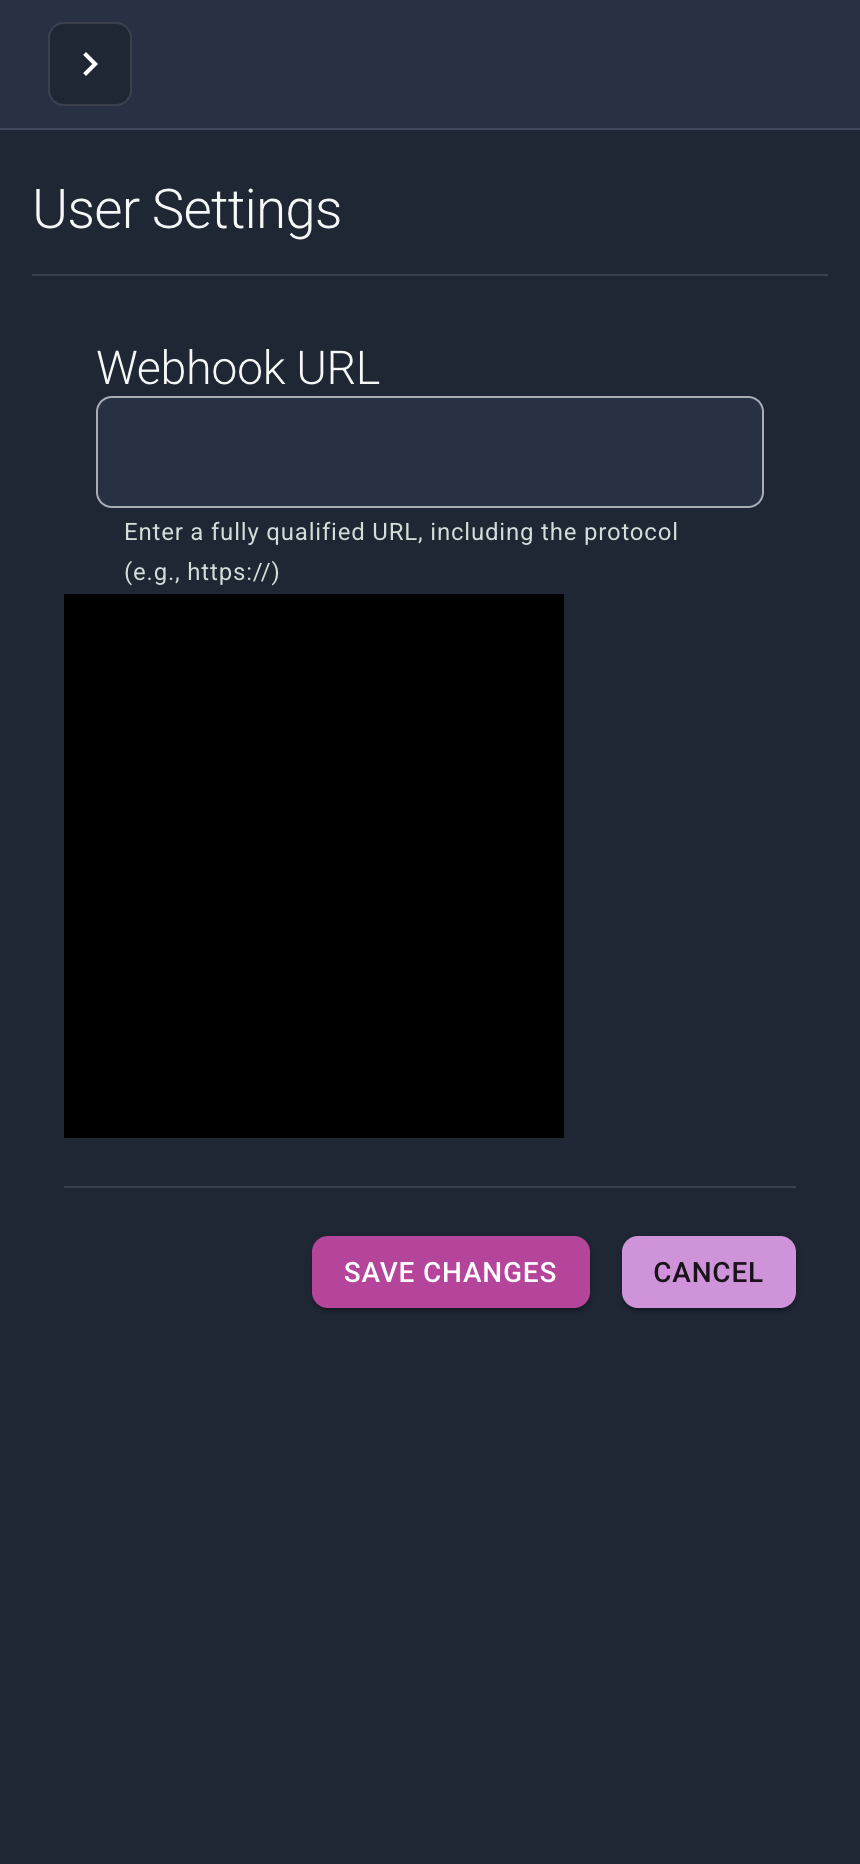 User Settings
Webhook URL
Enter a fully qualified URL, including the protocol
(e.g., https://)
SAVE CHANGES
CANCEL